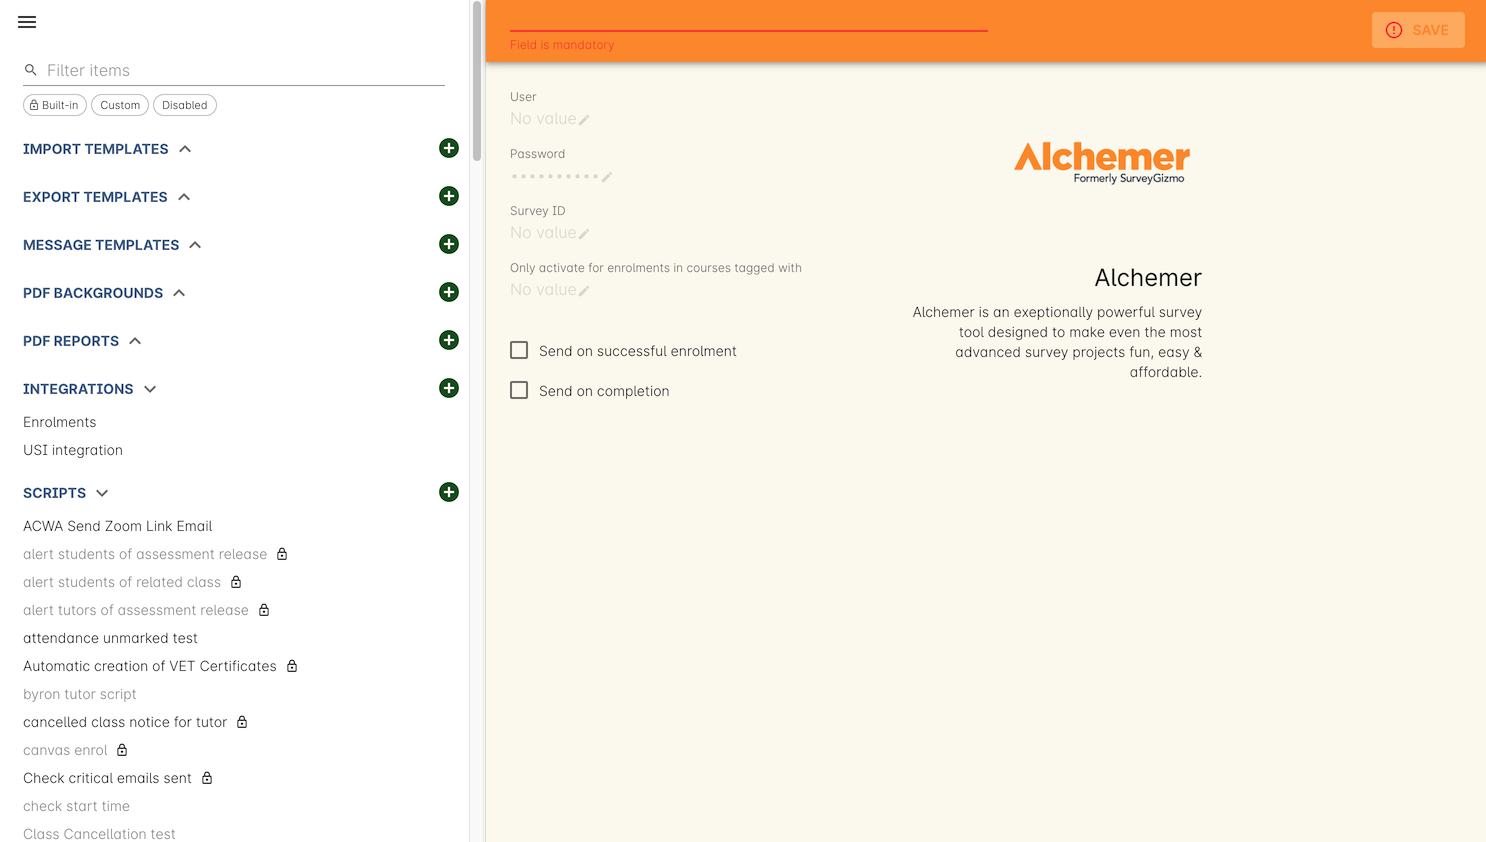 Filter items
Built-in
Custom
Disabled
IMPORT TEMPLATES
EXPORT TEMPLATES
MESSAGE TEMPLATES
PDF BACKGROUNDS
PDF REPORTS
INTEGRATIONS
Enrolments
USI integration
SCRIPTS
ACWA Send Zoom Link Email
alert students of assessment release
alert students of related class
alert tutors of assessment release
attendance unmarked test
Automatic creation of VET Certificates
byron tutor script
cancelled class notice for tutor
canvas enrol
Check critical emails sent
check start time
Class Cancellation test
Field is mandatory
SAVE
User
No value
Password
••••••••••
Survey ID
No value
Only activate for enrolments in courses tagged with
No value
Send on successful enrolment
Send on completion
Alchemer
Formerly SurveyGizmo
Alchemer
Alchemer is an exeptionally powerful survey
tool designed to make even the most
advanced survey projects fun, easy &
affordable.